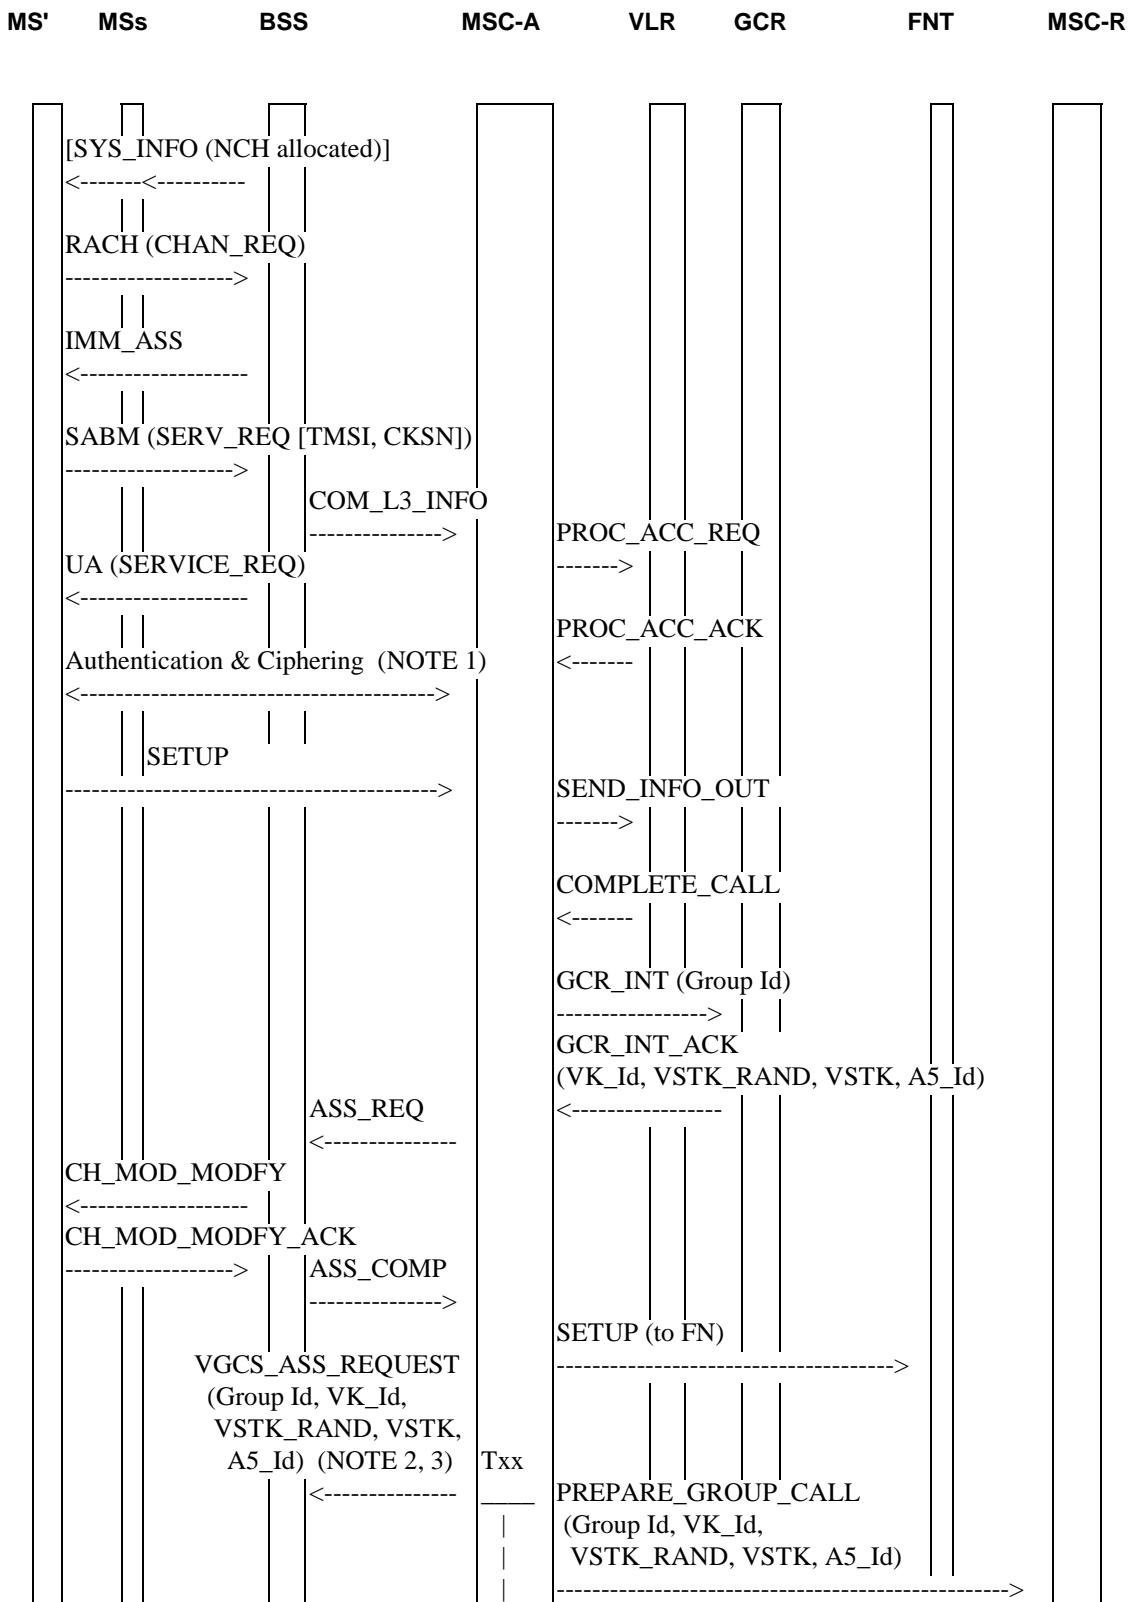 MS' MSs BSS MSC-A VLR GCR FNT MSC-R
[SYS_INFO (NCH allocated)]
<-------<----------
RACH (CHAN_REQ)
------------------->
IMM_ASS
<-------------------
SABM (SERV_REQ [TMSI, CKSN])
------------------->
COM_L3_INFO
---------------> PROC_ACC_REQ
UA (SERVICE_REQ) ------->
<-------------------
PROC_ACC_ACK
Authentication & Ciphering (NOTE 1) <-------
<---------------------------------------->
SETUP
------------------------------------------> SEND_INFO_OUT
------->
COMPLETE_CALL
<-------
GCR_INT (Group Id)
----------------->
GCR_INT_ACK
(VK_Id, VSTK_RAND, VSTK, A5_Id)
ASS_REQ <-----------------
<---------------
CH_MOD_MODFY
<-------------------
CH_MOD_MODFY_ACK
-------------------> ASS_COMP
--------------->
SETUP (to FN)
VGCS_ASS_REQUEST -------------------------------------->
(Group Id, VK_Id,
VSTK_RAND, VSTK,
A5_Id) (NOTE 2, 3) Txx
<--------------- ____ PREPARE_GROUP_CALL
| (Group Id, VK_Id,
| VSTK_RAND, VSTK, A5_Id)
| --------------------------------------------------->